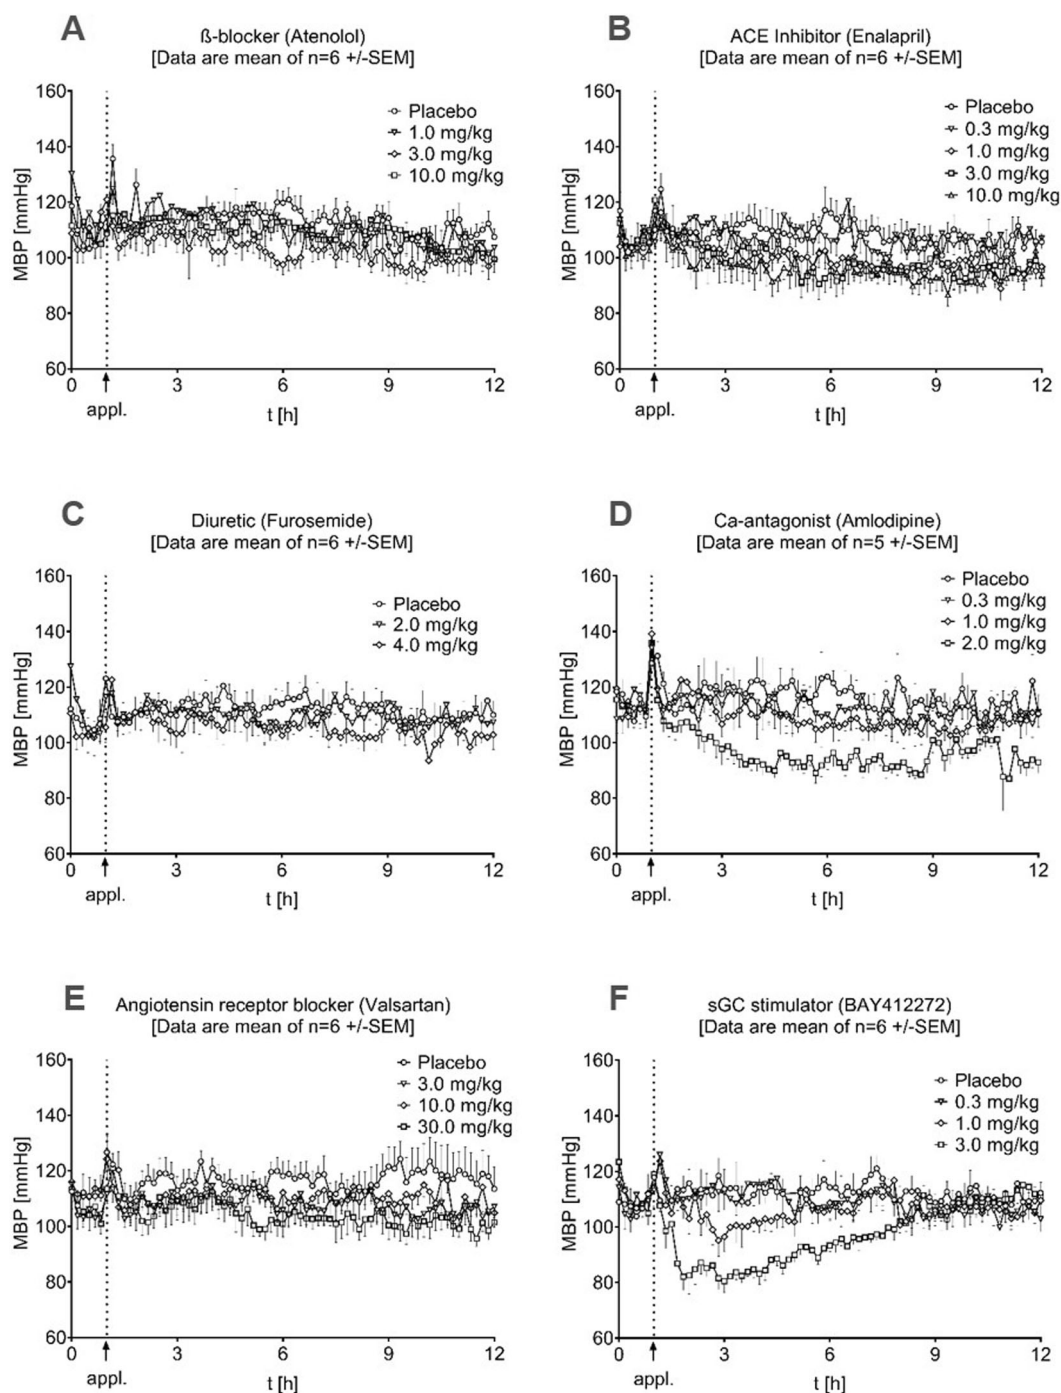 A
ß-blocker (Atenolol)
[Data are mean of n=6 +/-SEM]
MBP [mmHg]
160
140
120
100
80
60
Placebo
1.0 mg/kg
3.0 mg/kg
10.0 mg/kg
0
3
6
9
12
appl.
t [h]
B
ACE Inhibitor (Enalapril)
[Data are mean of n=6 +/-SEM]
MBP [mmHg]
160
140
120
100
80
60
Placebo
0.3 mg/kg
1.0 mg/kg
3.0 mg/kg
10.0 mg/kg
0
3
6
9
12
appl.
t [h]
C
Diuretic (Furosemide)
[Data are mean of n=6 +/-SEM]
MBP [mmHg]
160
140
120
100
80
60
Placebo
2.0 mg/kg
4.0 mg/kg
0
3
6
9
12
appl.
t [h]
D
Ca-antagonist (Amlodipine)
[Data are mean of n=5 +/-SEM]
MBP [mmHg]
160
140
120
100
80
60
Placebo
0.3 mg/kg
1.0 mg/kg
2.0 mg/kg
0
3
6
9
12
appl.
t [h]
E
Angiotensin receptor blocker (Valsartan)
[Data are mean of n=6 +/-SEM]
MBP [mmHg]
160
140
120
100
80
60
Placebo
3.0 mg/kg
10.0 mg/kg
30.0 mg/kg
0
3
6
9
12
appl.
t [h]
F
sGC stimulator (BAY412272)
[Data are mean of n=6 +/-SEM]
MBP [mmHg]
160
140
120
100
80
60
Placebo
0.3 mg/kg
1.0 mg/kg
3.0 mg/kg
0
3
6
9
12
appl.
t [h]